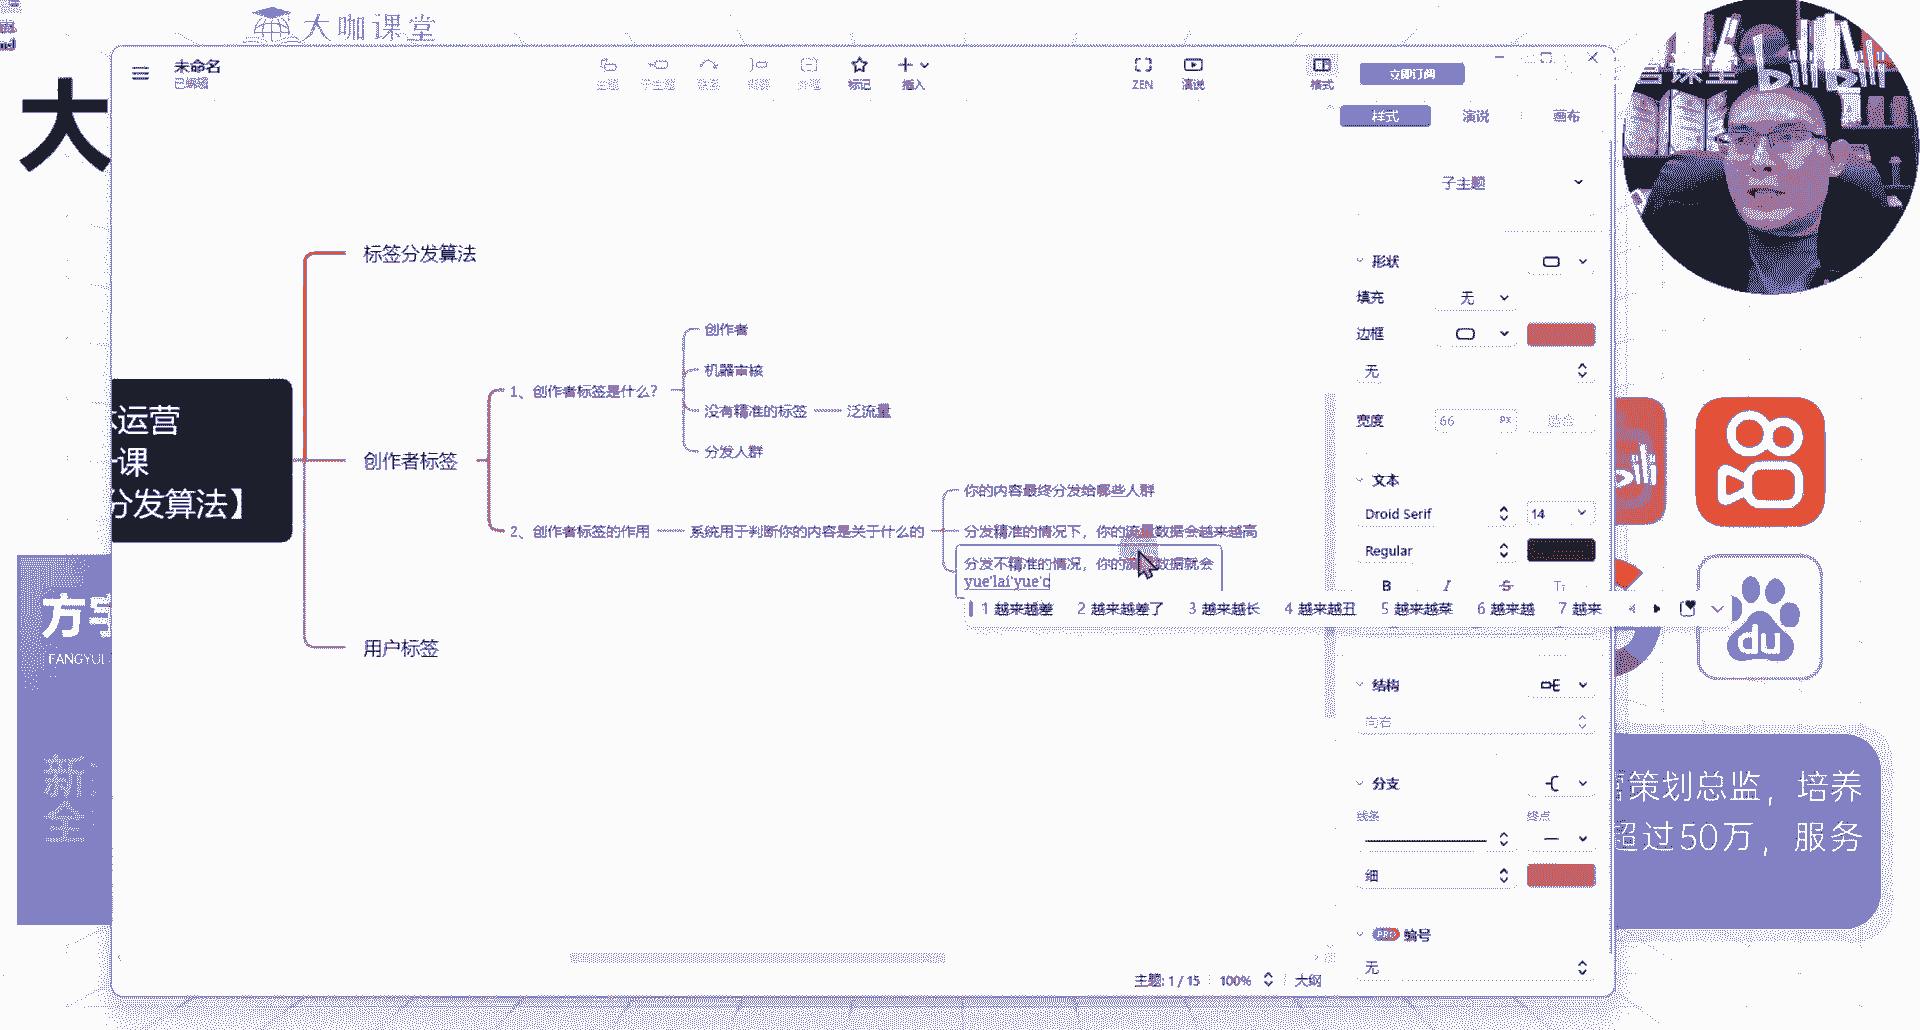 大咖课堂
大
未命名
已编辑
主题
子主题
联系
概要
外框
标记
插入
ZEN
演说
格式
立即订阅
样式
演说
画布
子主题
形状
填充
无
边框
无
宽度
66
px
适合
文本
Droid Serif
14
Regular
B I S Tt
结构
向右
分支
线条
终点
细
PRO 编号
无
运营
一课
分发算法】
标签分发算法
创作者标签
用户标签
1、创作者标签是什么?
创作者
机器审核
没有精准的标签
泛流量
分发人群
2、创作者标签的作用
系统用于判断你的内容是关于什么的
你的内容最终分发给哪些人群
分发精准的情况下，你的流量数据会越来越高
分发不精准的情况，你的流量数据就会
yue'lai'yue'c
1 越来越差 2 越来越差了 3 越来越长 4 越来越丑 5 越来越菜 6 越来越 7 越来
主题: 1 / 15
100%
大纲
方
FANGYU
新
全
du
策划总监，培养
超过50万，服务